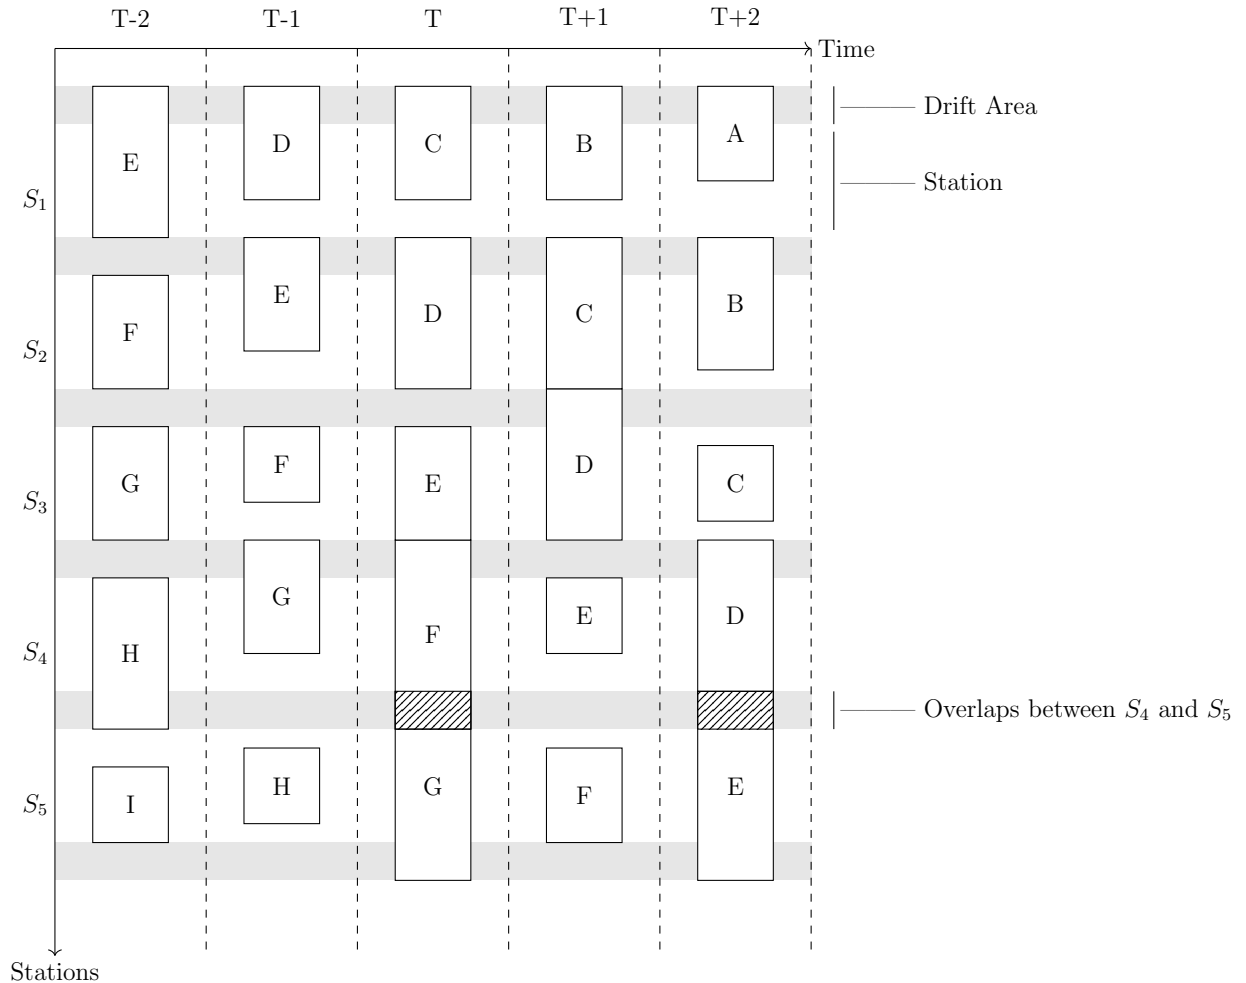 T-2 T-1 T T+1 T+2
Time
E D C B A
Drift Area
Station
S1
E D C B
F
S2
F G E D C
S3
G F E D
H
S4
Overlaps between S4 and S5
I H G F E
S5
Stations